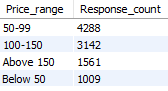 Price_range Response_count
50-99 4288
100-150 3142
Above 150 1561
Below 50 1009